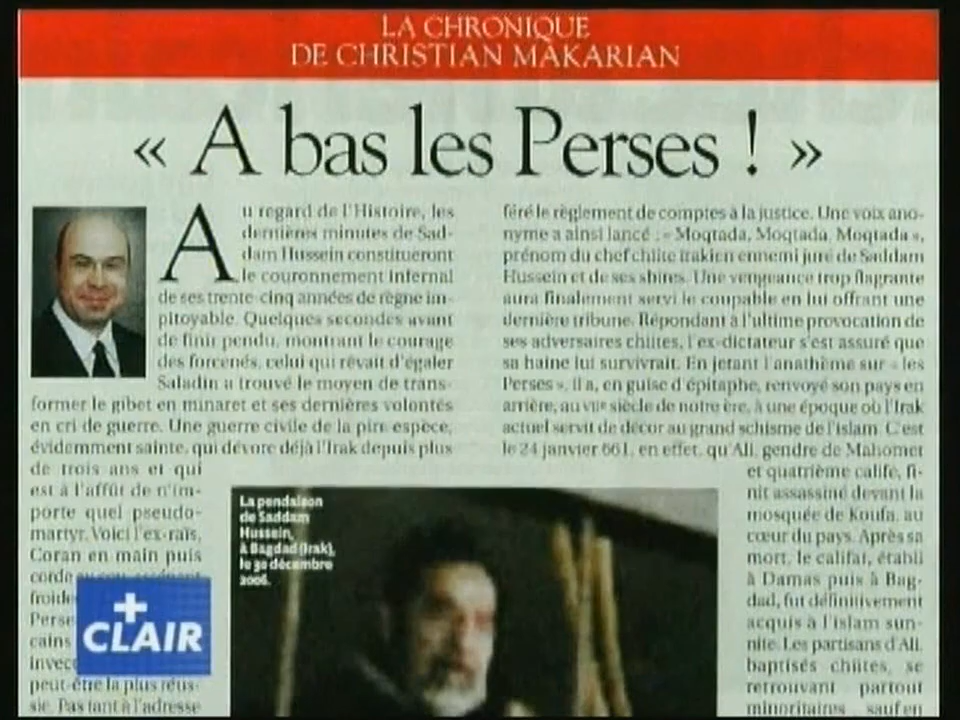 LA CHRONIQUE
DE CHRISTIAN MAKARIAN
« A bas les Perses ! »
Au regard de l'Histoire, les
dernières minutes de Sad-
dam Hussein constitueront
le couronnement infernal
de ses trente-cinq années de règne im-
pitoyable. Quelques secondes avant
de finir pendu, montrant le courage
des forcenés, celui qui rêvait d'égaler
Saladin a trouvé le moyen de trans-
former le gibet en minaret et ses dernières volontés
en cri de guerre. Une guerre civile de la pire espèce,
évidemment sainte, qui dévore déjà l'Irak depuis plus
de trois ans et qui
est à l'affût de n'im-
porte quel pseudo-
martyr. Voici l'ex-raïs,
Coran en main puis
corde au cou
froide
Perse
cains
invec
peut-être la plus réus-
sie. Pas tant à l'adresse
féré le règlement de comptes à la justice. Une voix ano-
nyme a ainsi lancé : « Moqtada, Moqtada, Moqtada »,
prénom du chef chiite irakien ennemi juré de Saddam
Hussein et de ses sbires. Une vengeance trop flagrante
aura finalement servi le coupable en lui offrant une
dernière tribune. Répondant à l'ultime provocation de
ses adversaires chiites, l'ex-dictateur s'est assuré que
sa haine lui survivrait. En jetant l'anathème sur « les
Perses », il a, en guise d'épitaphe, renvoyé son pays en
arrière, au VIIe siècle de notre ère, à une époque où l'Irak
actuel servit de décor au grand schisme de l'islam. C'est
le 24 janvier 661, en effet, qu'Ali, gendre de Mahomet
et quatrième calife, fi-
nit assassiné devant la
mosquée de Koufa, au
cœur du pays. Après sa
mort, le califat, établi
à Damas puis à Bag-
dad, fut définitivement
acquis à l'islam sun-
nite. Les partisans d'Ali,
baptisés chiites, se
retrouvant partout
minoritaires sauf en
La pendaison
de Saddam
Hussein,
à Bagdad (Irak),
le 30 décembre
2006.
+
CLAIR